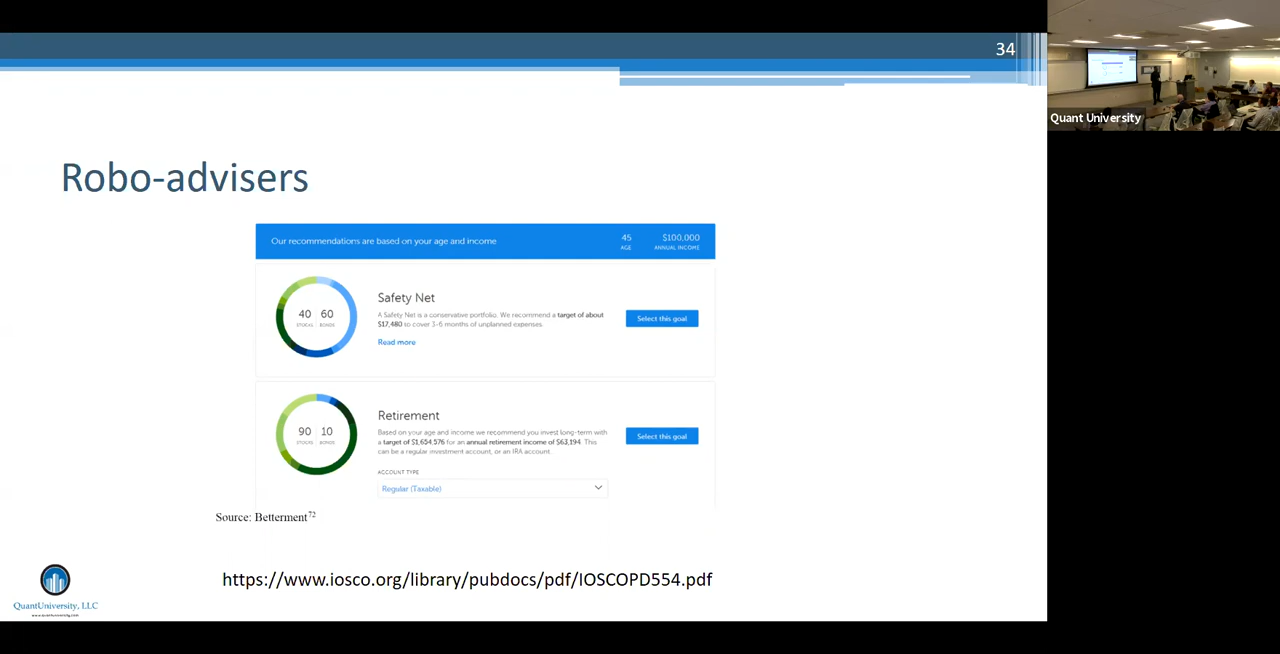 34
Quant University
Robo-advisers
Our recommendations are based on your age and income
45
AGE
$100,000
ANNUAL INCOME
40 60
STOCKS BONDS
Safety Net
A Safety Net is a conservative portfolio. We recommend a target of about
$17,480 to cover 3-6 months of unplanned expenses.
Read more
Select this goal
90 10
STOCKS BONDS
Retirement
Based on your age and income we recommend you invest long-term with
a target of $1,654,576 for an annual retirement income of $63,194. This
can be a regular investment account, or an IRA account.
Select this goal
ACCOUNT TYPE
Regular (Taxable)
Source: Betterment72
https://www.iosco.org/library/pubdocs/pdf/IOSCOPD554.pdf
QuantUniversity, LLC